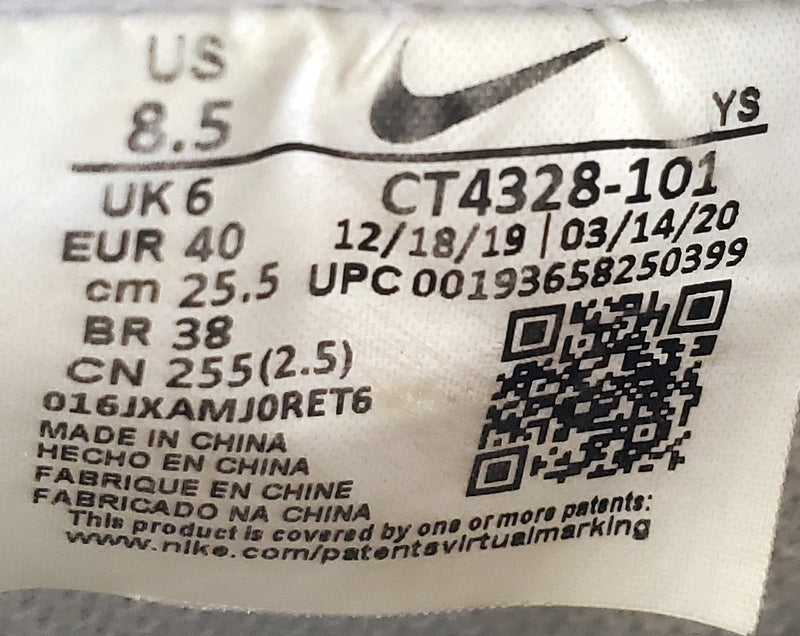 US
8.5
YS
UK 6
EUR 40
cm 25.5
BR 38
CN 255(2.5)
016JXAMJ0RET6
CT4328-101
12/18/19 | 03/14/20
UPC 00193658250399
MADE IN CHINA
HECHO EN CHINA
FABRIQUE EN CHINE
FABRICADO NA CHINA
This product is covered by one or more patents:
www.nike.com/patentsvirtualmarking